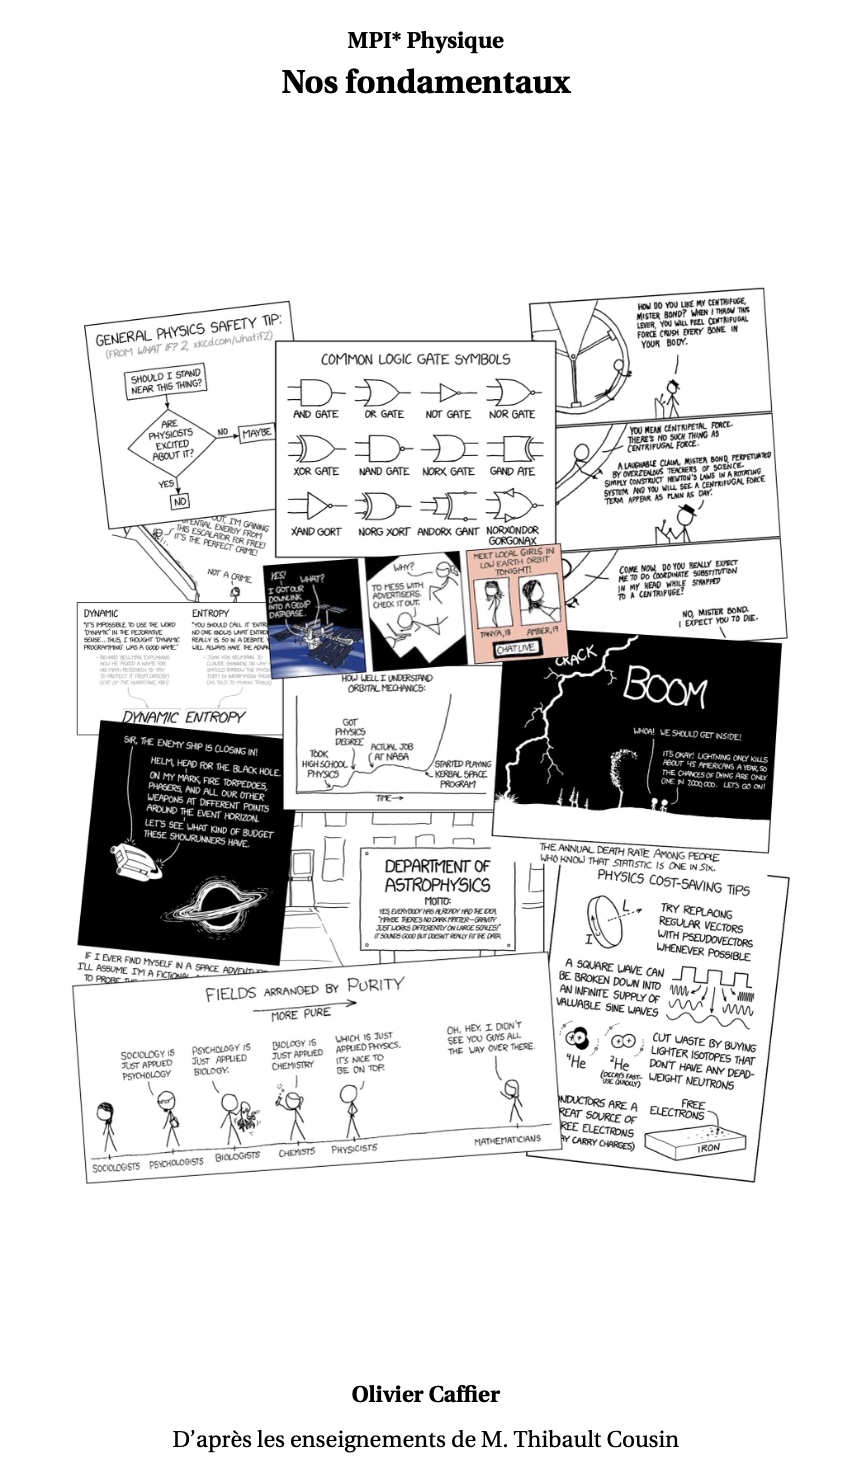 MPI* Physique
Nos fondamentaux
GENERAL PHYSICS SAFETY TIP:
(FROM WHAT IF? 2, xkcd.com/whatif2)
SHOULD I STAND
NEAR THIS THING?
ARE
PHYSICISTS
EXCITED
ABOUT IT?
NO
MAYBE
YES
NO
COMMON LOGIC GATE SYMBOLS
AND GATE
OR GATE
NOT GATE
NOR GATE
XOR GATE
NAND GATE
NORX GATE
GAND ATE
XAND GORT
NORG XORT
ANDORX GANT
NORXONDOR
GORGONAX
HOW DO YOU LIKE MY CENTRIFUGE,
MISTER BOND? WHEN I THROW THIS
LEVER, YOU WILL FEEL CENTRIFUGAL
FORCE CRUSH EVERY BONE IN
YOUR BODY.
YOU MEAN CENTRIPETAL FORCE.
THERE'S NO SUCH THING AS
CENTRIFUGAL FORCE.
A LAUGHABLE CLAIM, MISTER BOND, PERPETUATED
BY OVERZEALOUS TEACHERS OF SCIENCE.
SIMPLY CONSTRUCT NEWTON'S LAWS IN A ROTATING
SYSTEM AND YOU WILL SEE A CENTRIFUGAL FORCE
TERM APPEAR AS PLAIN AS DAY.
COME NOW, DO YOU REALLY EXPECT
ME TO DO COORDINATE SUBSTITUTION
IN MY HEAD WHILE STRAPPED
TO A CENTRIFUGE?
NO, MISTER BOND.
I EXPECT YOU TO DIE.
OUT, I'M GAINING
ENERGY FROM
THIS ESCALATOR FOR FREE!
IT'S THE PERFECT CRIME!
NOT A CRIME.
DYNAMIC
"IT'S IMPOSSIBLE TO USE THE WORD
'DYNAMIC' IN THE PEJORATIVE
SENSE...THUS, I THOUGHT 'DYNAMIC
PROGRAMMING' WAS A GOOD NAME."
ENTROPY
"YOU SHOULD CALL IT
NO ONE KNOWS WHAT
REALLY IS, SO IN A DEBATE
WILL ALWAYS HAVE THE
DYNAMIC ENTROPY
YES!
WHAT?
I GOT OUR
DOWNLINK
INTO A GEOIP
DATABASE.
WHY?
TO MESS WITH
ADVERTISERS.
CHECK IT OUT.
MEET LOCAL GIRLS IN
LOW EARTH ORBIT
TONIGHT!
TANYA, 18
AMBER, 19
CHAT LIVE
HOW WELL I UNDERSTAND
ORBITAL MECHANICS:
GOT
PHYSICS
DEGREE
TOOK
HIGH SCHOOL
PHYSICS
ACTUAL JOB
AT NASA
STARTED PLAYING
KERBAL SPACE
PROGRAM
TIME
CRACK
BOOM
WHOA! WE SHOULD GET INSIDE!
IT'S OKAY! LIGHTNING ONLY KILLS
ABOUT 45 AMERICANS A YEAR, SO
THE CHANCES OF DYING ARE ONLY
ONE IN 7,000,000. LET'S GO ON!
THE ANNUAL DEATH RATE AMONG PEOPLE
WHO KNOW THAT STATISTIC IS ONE IN SIX.
SIR, THE ENEMY SHIP IS CLOSING IN!
HELM, HEAD FOR THE BLACK HOLE.
ON MY MARK, FIRE TORPEDOES,
PHASERS, AND ALL OUR OTHER
WEAPONS AT DIFFERENT POINTS
AROUND THE EVENT HORIZON.
LET'S SEE WHAT KIND OF BUDGET
THESE SHOWRUNNERS HAVE.
IF I EVER FIND MYSELF IN A SPACE
I'LL ASSUME I'M A
TO PROBE
DEPARTMENT OF
ASTROPHYSICS
MOTTO:
YES, EVERYBODY HAS ALREADY HAD THE IDEA,
"MAYBE THERE'S NO DARK MATTER—GRAVITY
JUST WORKS DIFFERENTLY ON LARGE SCALES!"
IT SOUNDS GOOD BUT DOESN'T REALLY FIT THE DATA.
PHYSICS COST-SAVING TIPS
L
I
TRY REPLACING
REGULAR VECTORS
WITH PSEUDOVECTORS
WHENEVER POSSIBLE
A SQUARE WAVE CAN
BE BROKEN DOWN INTO
AN INFINITE SUPPLY OF
VALUABLE SINE WAVES
⁴He
²He
(DECAYS FAST–
USE QUICKLY)
CUT WASTE BY BUYING
LIGHTER ISOTOPES THAT
DON'T HAVE ANY DEAD-
WEIGHT NEUTRONS
NDUCTORS ARE A
REAT SOURCE OF
REE ELECTRONS
AY CARRY CHARGES)
FREE
ELECTRONS
IRON
FIELDS ARRANGED BY PURITY
MORE PURE
SOCIOLOGY IS
JUST APPLIED
PSYCHOLOGY
PSYCHOLOGY IS
JUST APPLIED
BIOLOGY.
BIOLOGY IS
JUST APPLIED
CHEMISTRY
WHICH IS JUST
APPLIED PHYSICS.
IT'S NICE TO
BE ON TOP.
OH, HEY, I DIDN'T
SEE YOU GUYS ALL
THE WAY OVER THERE.
SOCIOLOGISTS
PSYCHOLOGISTS
BIOLOGISTS
CHEMISTS
PHYSICISTS
MATHEMATICIANS
Olivier Caffier
D'après les enseignements de M. Thibault Cousin